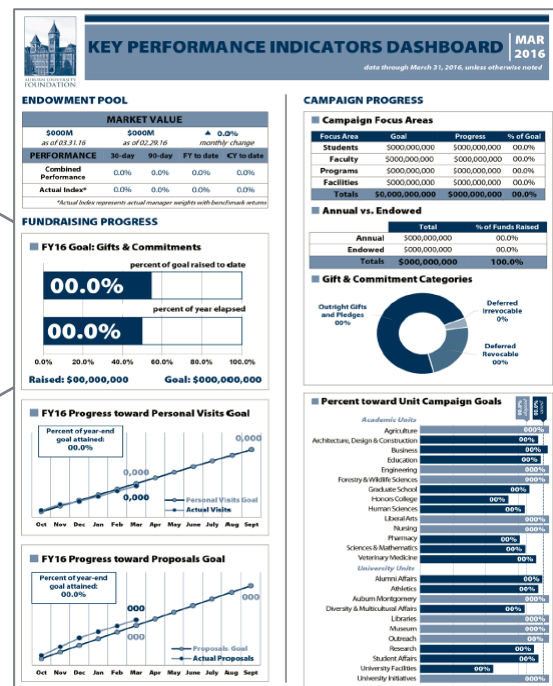 AUBURN UNIVERSITY
FOUNDATION
KEY PERFORMANCE INDICATORS DASHBOARD
MAR
2016
data through March 31, 2016, unless otherwise noted
ENDOWMENT POOL
MARKET VALUE
$000M $000M ▲ 0.0%
as of 03.31.16 as of 02.29.16 monthly change
PERFORMANCE 30-day 90-day FY to date CY to date
Combined
Performance 0.0% 0.0% 0.0% 0.0%
Actual Index* 0.0% 0.0% 0.0% 0.0%
*Actual Index represents actual manager weights with benchmark returns
FUNDRAISING PROGRESS
FY16 Goal: Gifts & Commitments
percent of goal raised to date
00.0%
percent of year elapsed
00.0%
0.0% 20.0% 40.0% 60.0% 80.0% 100.0%
Raised: $00,000,000 Goal: $000,000,000
FY16 Progress toward Personal Visits Goal
Percent of year-end
goal attained:
00.0%
0,000
0,000
0,000
Personal Visits Goal
Actual Visits
Oct Nov Dec Jan Feb Mar Apr May June July Aug Sept
FY16 Progress toward Proposals Goal
Percent of year-end
goal attained:
00.0%
000
000
000
Proposals Goal
Actual Proposals
Oct Nov Dec Jan Feb Mar Apr May June July Aug Sept
CAMPAIGN PROGRESS
Campaign Focus Areas
Focus Area Goal Progress % of Goal
Students $000,000,000 $000,000,000 00.0%
Faculty $000,000,000 $000,000,000 00.0%
Programs $000,000,000 $000,000,000 00.0%
Facilities $000,000,000 $000,000,000 00.0%
Totals $0,000,000,000 $000,000,000 00.0%
Annual vs. Endowed
Total % of Funds Raised
Annual $000,000,000 00.0%
Endowed $000,000,000 00.0%
Totals $000,000,000 100.0%
Gift & Commitment Categories
Outright Gifts
and Pledges
00%
Deferred
Irrevocable
0%
Deferred
Revocable
00%
Percent toward Unit Campaign Goals
00.0%
00.0%
Academic Units
Agriculture 000%
Architecture, Design & Construction 00%
Business 00%
Education 00%
Engineering 000%
Forestry & Wildlife Sciences 000%
Graduate School 00%
Honors College 00%
Human Sciences 00%
Liberal Arts 000%
Nursing 000%
Pharmacy 00%
Sciences & Mathematics 00%
Veterinary Medicine 00%
University Units
Alumni Affairs 00%
Athletics 00%
Auburn Montgomery 000%
Diversity & Multicultural Affairs 00%
Libraries 000%
Museum 000%
Outreach 00%
Research 00%
Student Affairs 00%
University Facilities 00%
University Initiatives 000%